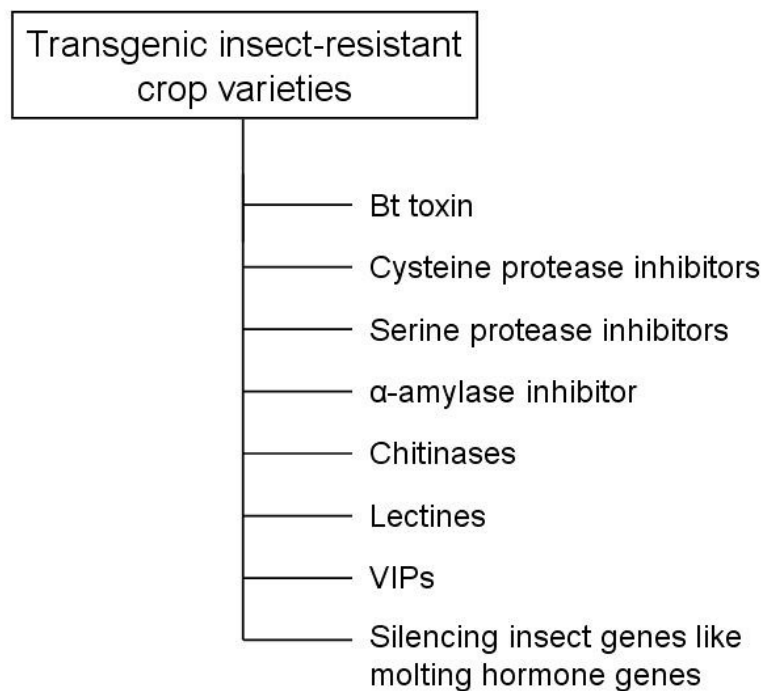 Transgenic insect-resistant
crop varieties
Bt toxin
Cysteine protease inhibitors
Serine protease inhibitors
α-amylase inhibitor
Chitinases
Lectines
VIPs
Silencing insect genes like
molting hormone genes